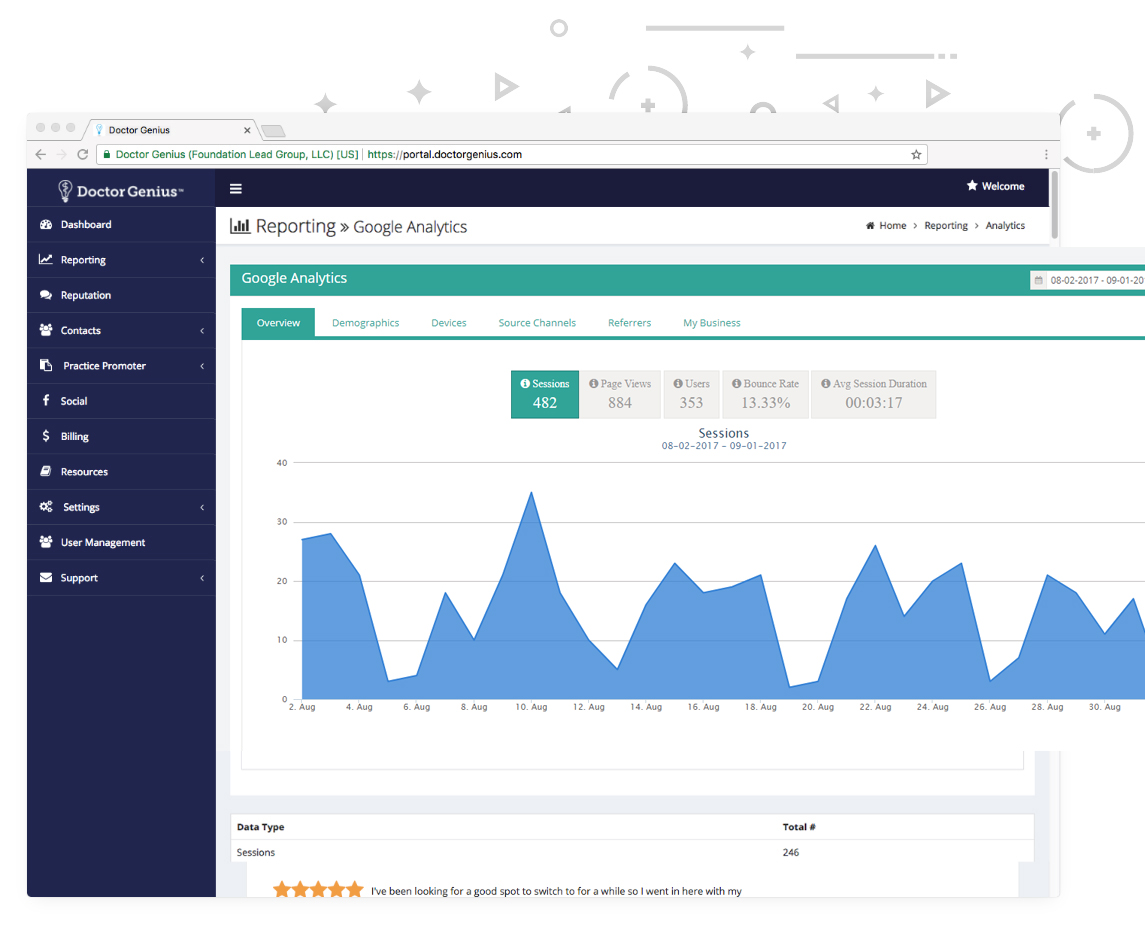 Doctor Genius
Doctor Genius (Foundation Lead Group, LLC) [US] https://portal.doctorgenius.com
Doctor Genius™
Welcome
Dashboard
Reporting
Reputation
Contacts
Practice Promoter
Social
Billing
Resources
Settings
User Management
Support
Reporting » Google Analytics
Home > Reporting > Analytics
Google Analytics
08-02-2017 - 09-01-20
Overview Demographics Devices Source Channels Referrers My Business
Sessions Page Views Users Bounce Rate Avg Session Duration
482 884 353 13.33% 00:03:17
Sessions
08-02-2017 - 09-01-2017
40
30
20
10
0
2. Aug 4. Aug 6. Aug 8. Aug 10. Aug 12. Aug 14. Aug 16. Aug 18. Aug 20. Aug 22. Aug 24. Aug 26. Aug 28. Aug 30. Aug
Data Type Total #
Sessions 246
I've been looking for a good spot to switch to for a while so I went in here with my